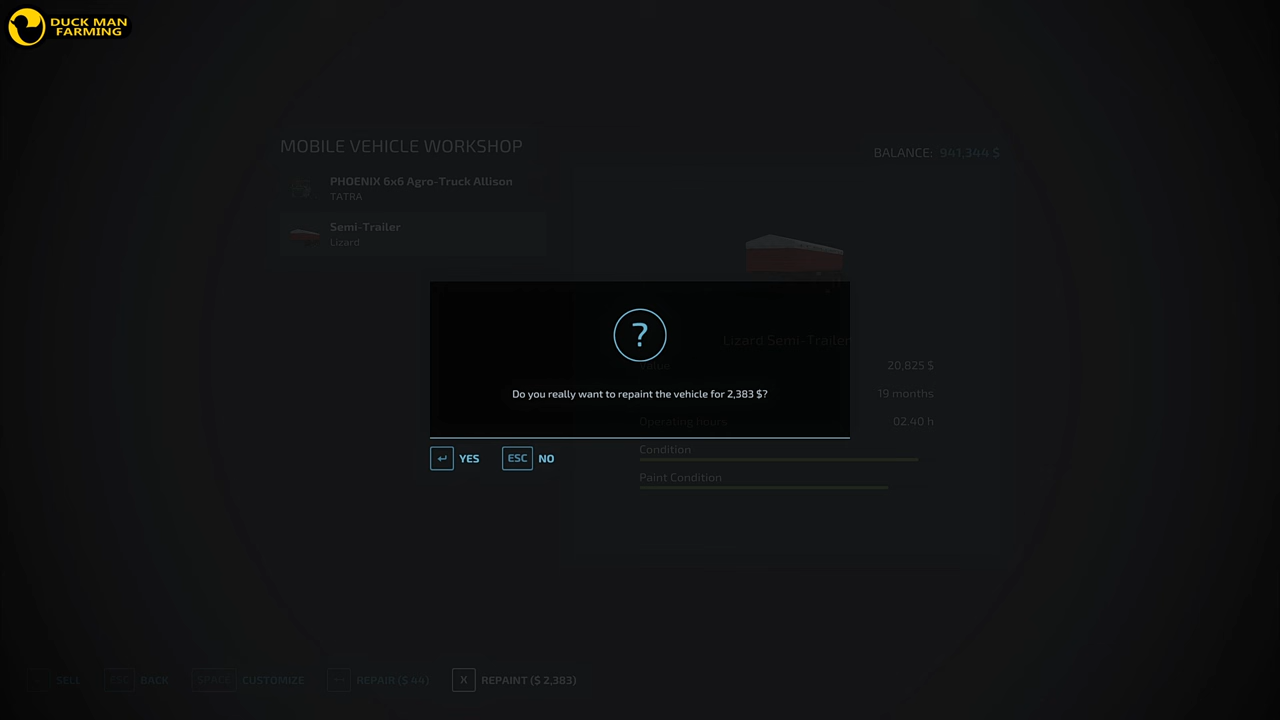 DUCK MAN
FARMING
MOBILE VEHICLE WORKSHOP
BALANCE: 941,344 $
PHOENIX 6x6 Agro-Truck Allison
TATRA
Semi-Trailer
Lizard
?
Lizard Semi-Trailer
Value
20,825 $
Do you really want to repaint the vehicle for 2,383 $?
19 months
Operating hours
02:40 h
Condition
↵ YES
ESC NO
Paint Condition
SELL
ESC BACK
SPACE CUSTOMIZE
REPAIR ($ 44)
X REPAINT ($ 2,383)